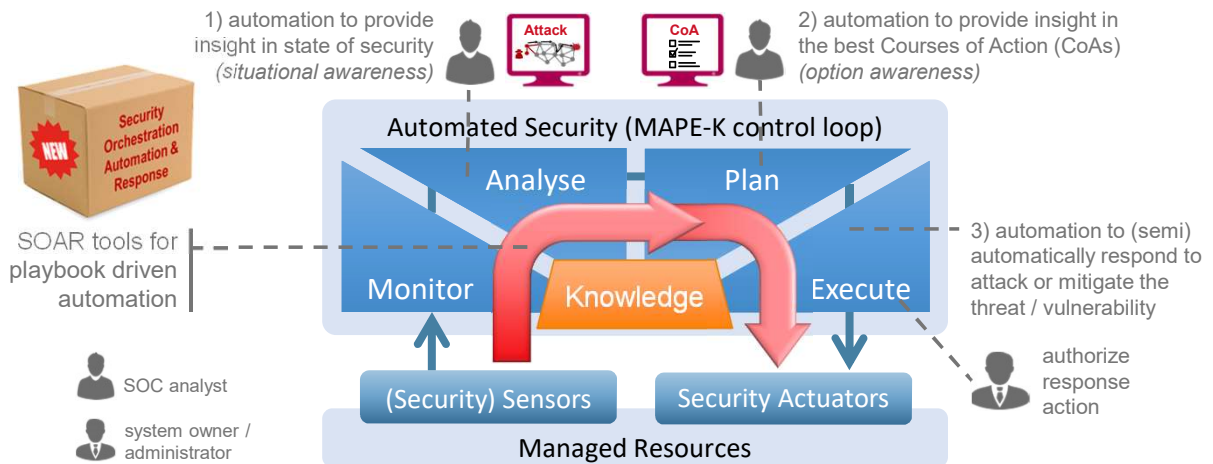 1) automation to provide
insight in state of security
(situational awareness)
Attack
CoA
2) automation to provide insight in
the best Courses of Action (CoAs)
(option awareness)
NEW
Security
Orchestration
Automation &
Response
Automated Security (MAPE-K control loop)
Analyse
Plan
SOAR tools for
playbook driven
automation
Monitor
Knowledge
Execute
3) automation to (semi)
automatically respond to
attack or mitigate the
threat / vulnerability
authorize
response
action
SOC analyst
system owner /
administrator
(Security) Sensors
Security Actuators
Managed Resources